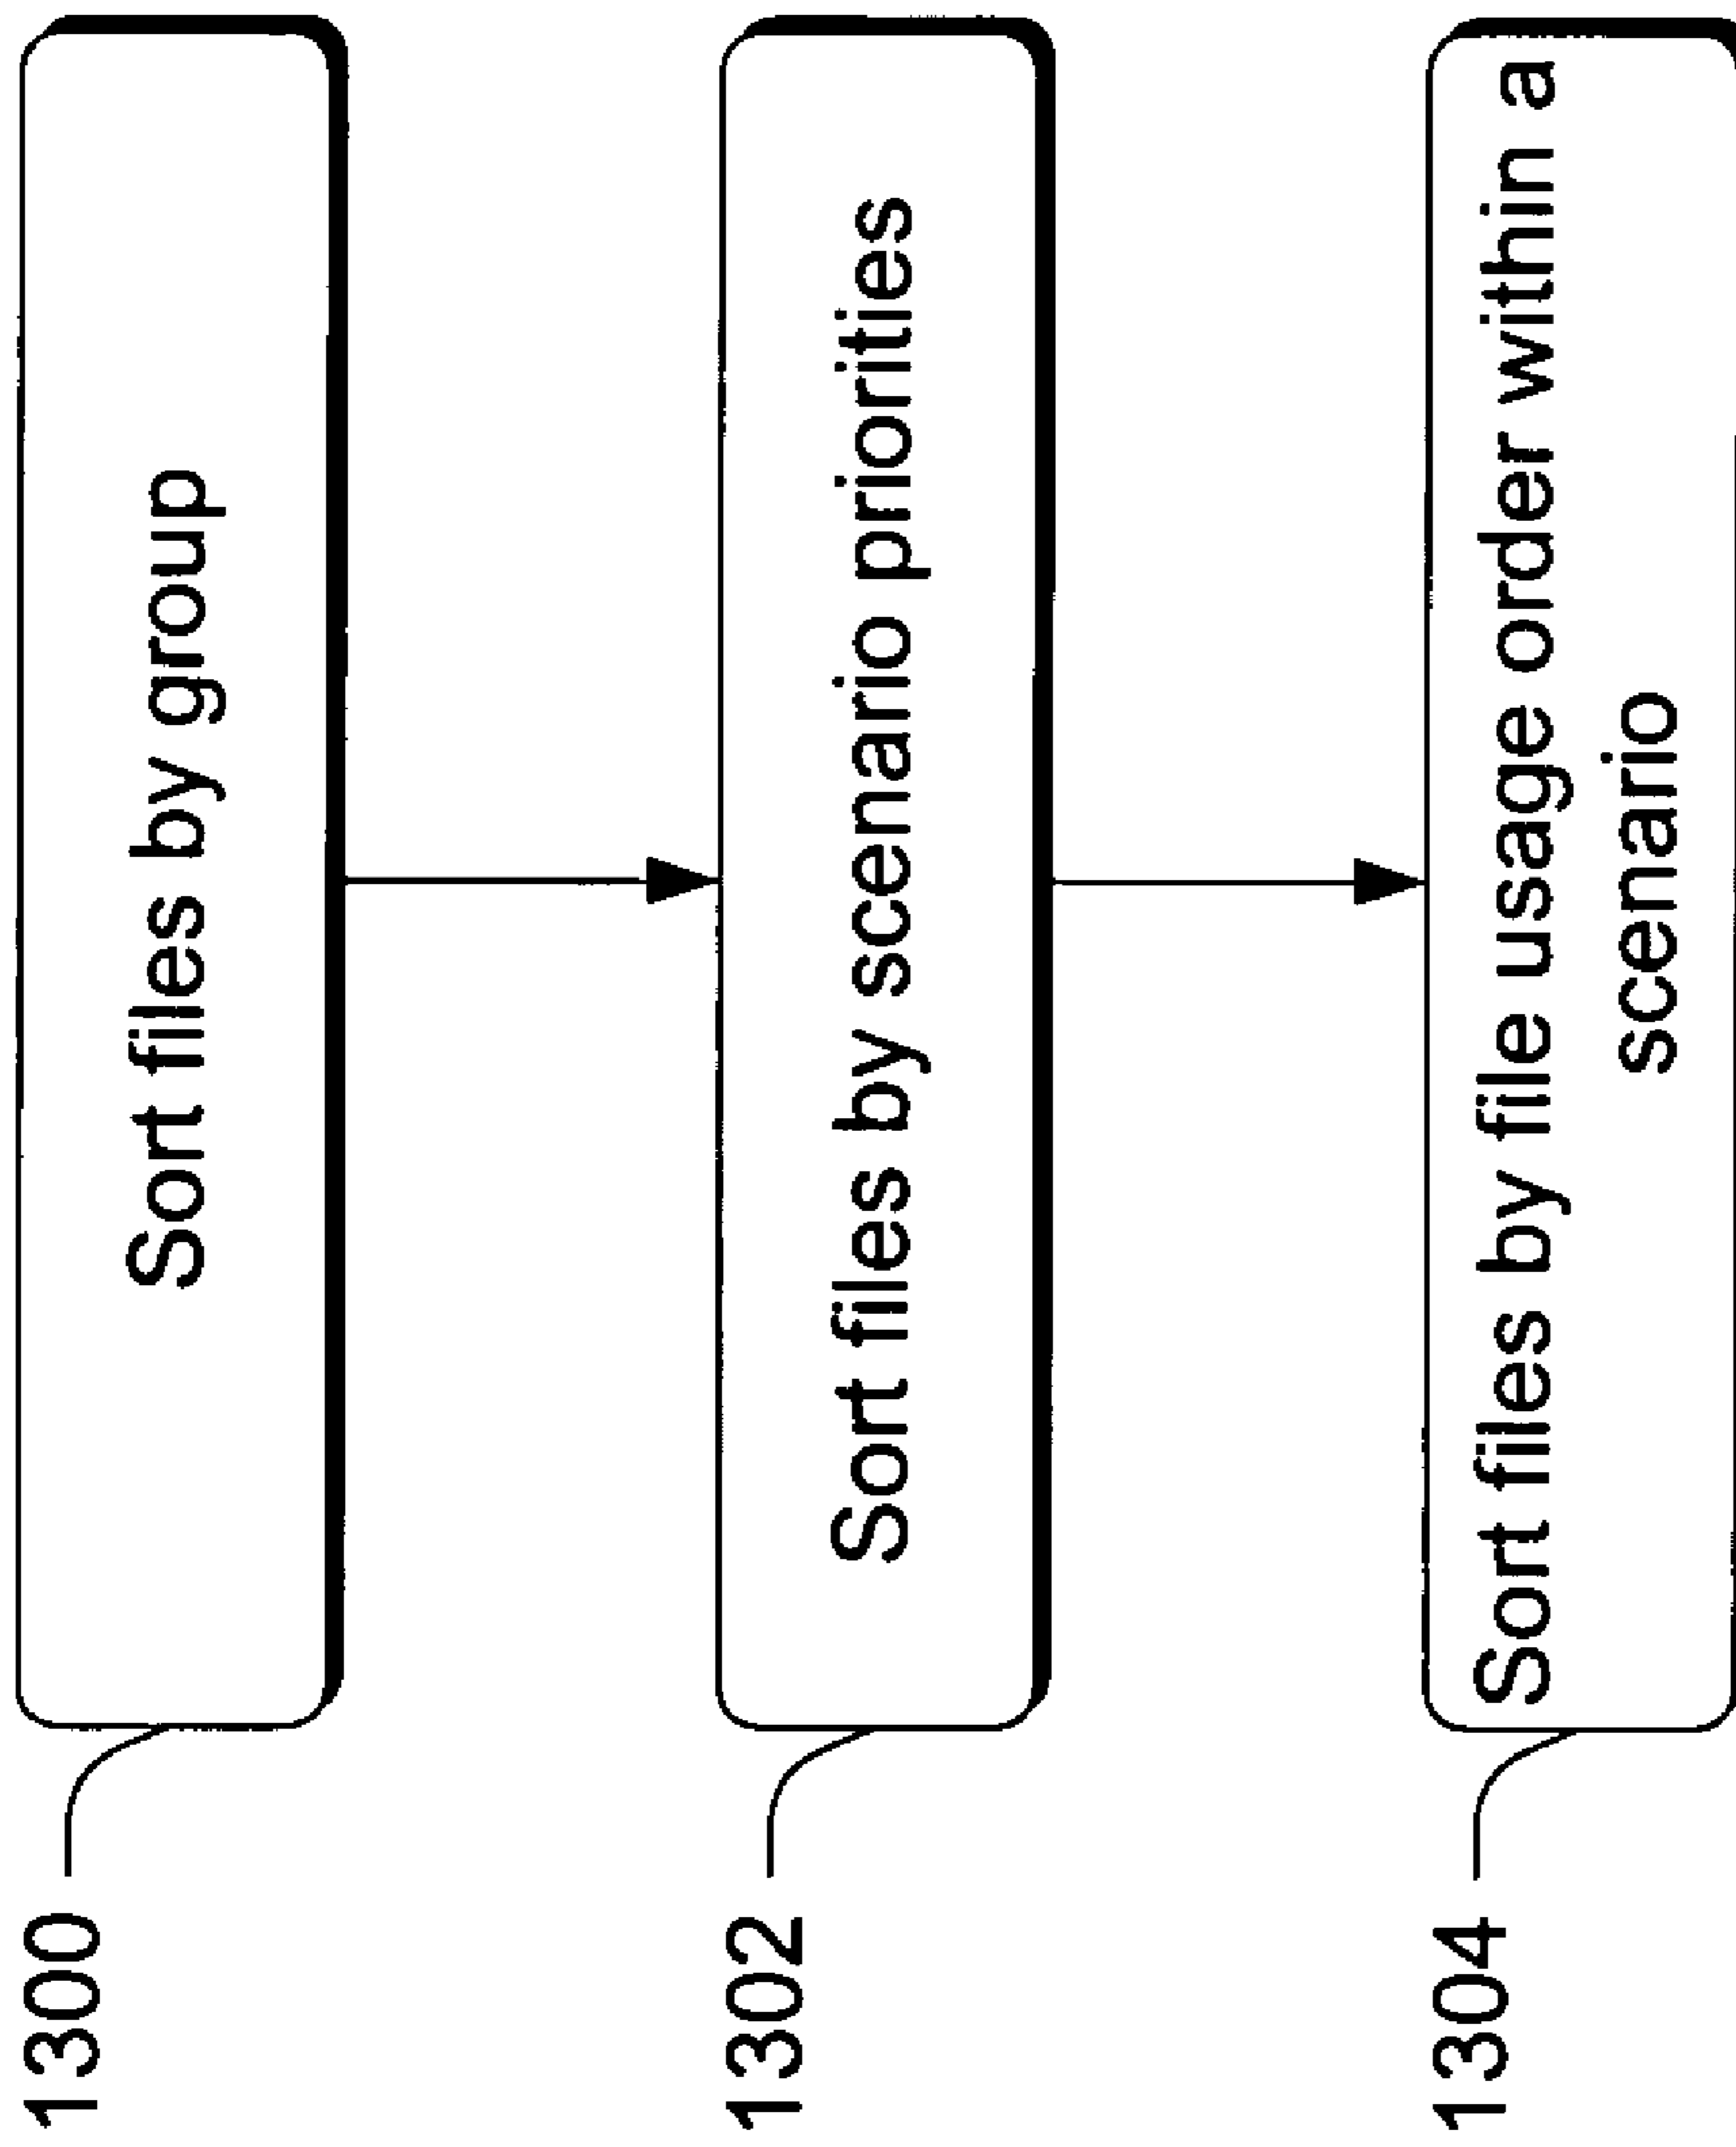 1300
Sort files by group
1302
Sort files by scenario priorities
1304
Sort files by file usage order within a
scenario